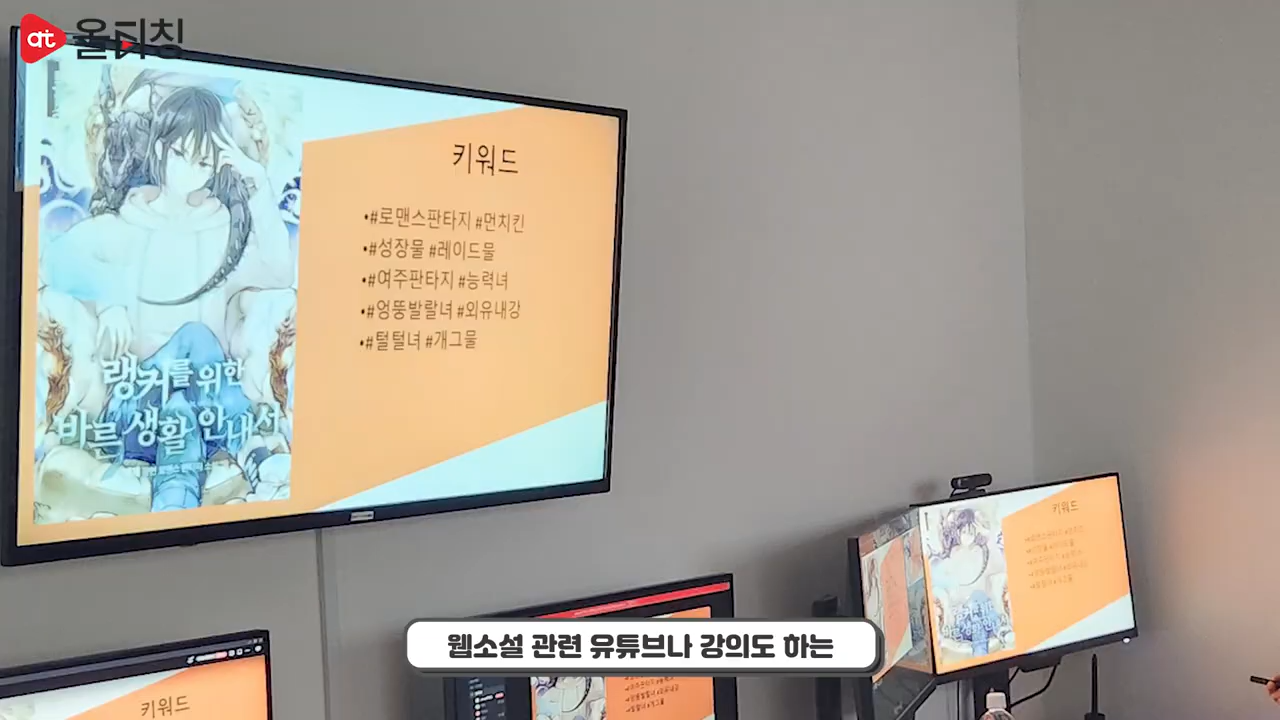 at 올티칭
키워드
•#로맨스판타지 #먼치킨
•#성장물 #레이드물
•#여주판타지 #능력녀
•#엉뚱발랄녀 #외유내강
•#털털녀 #개그물
랭커를 위한
바른 생활 안내서
키워드
키워드
웹소설 관련 유튜브나 강의도 하는